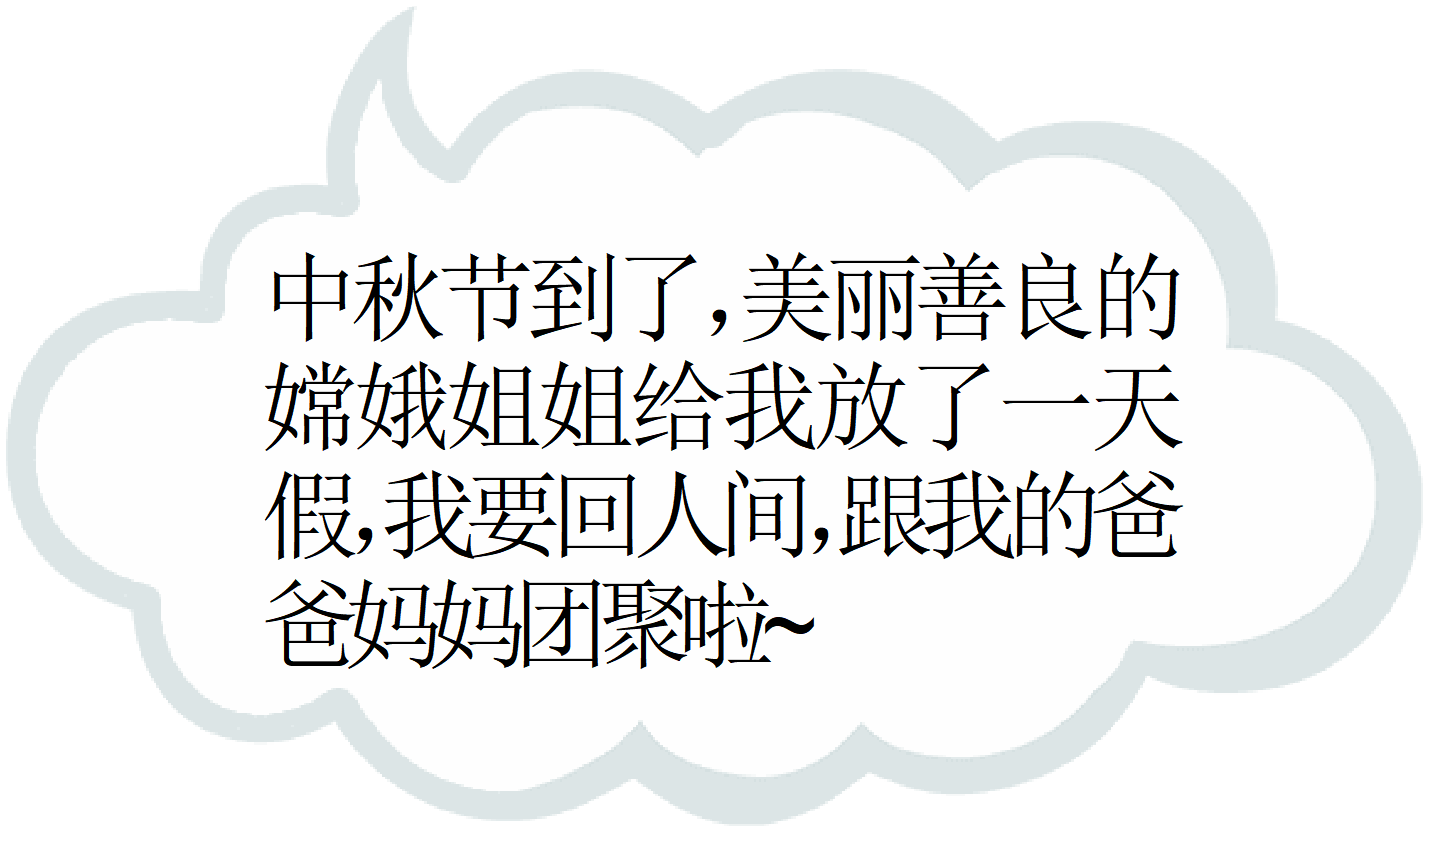 中秋节到了,美丽善良的
嫦娥姐姐给我放了一天
假,我要回人间,跟我的爸
爸妈妈团聚啦~